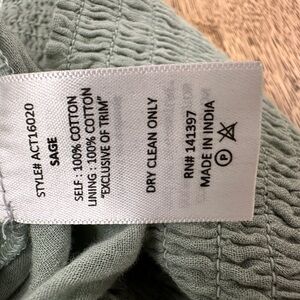 STYLE# ACT16020
SAGE
SELF : 100% COTTON
LINING : 100% COTTON
"EXCLUSIVE OF TRIM"
DRY CLEAN ONLY
RN# 141397
MADE IN INDIA
P